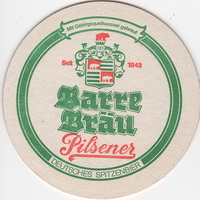 Mit Gebirgsquellwasser gebraut
Seit 1842
Barre
Bräu
Pilsener
DEUTSCHES SPITZENBIER